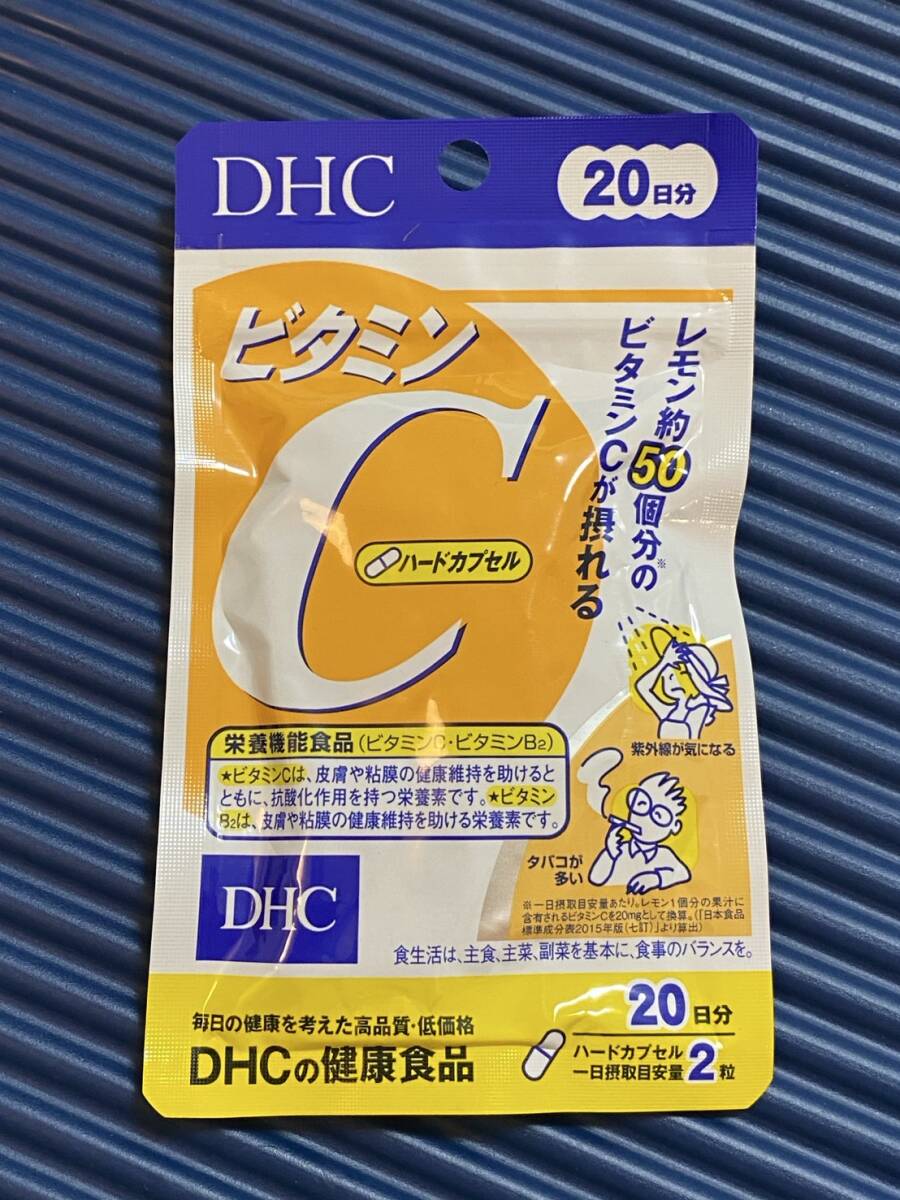 DHC
20日分
ビタミン
C
レモン約50個分の※
ビタミンCが摂れる
ハードカプセル
紫外線が気になる
タバコが
多い
栄養機能食品(ビタミンC・ビタミンB2)
★ビタミンCは、皮膚や粘膜の健康維持を助けると
ともに、抗酸化作用を持つ栄養素です。★ビタミン
B2は、皮膚や粘膜の健康維持を助ける栄養素です。
DHC
※一日摂取目安量あたり。レモン1個分の果汁に
含有されるビタミンCを20mgとして換算。(「日本食品
標準成分表2015年版(七訂)」より算出)
食生活は、主食、主菜、副菜を基本に、食事のバランスを。
毎日の健康を考えた高品質・低価格
DHCの健康食品
20日分
ハードカプセル
一日摂取目安量2粒